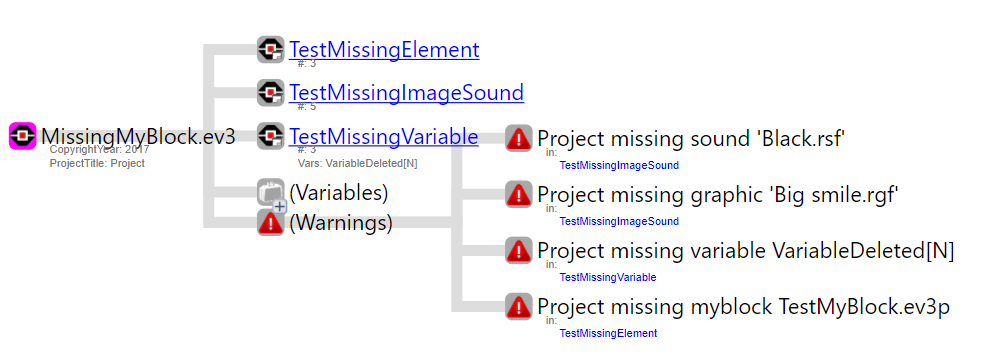 TestMissingElement
#: 3
TestMissingImageSound
#: 5
MissingMyBlock.ev3
CopyrightYear: 2017
ProjectTitle: Project
TestMissingVariable
#: 3
Vars: VariableDeleted[N]
(Variables)
(Warnings)
Project missing sound 'Black.rsf'
in:
TestMissingImageSound
Project missing graphic 'Big smile.rgf'
in:
TestMissingImageSound
Project missing variable VariableDeleted[N]
in:
TestMissingVariable
Project missing myblock TestMyBlock.ev3p
in:
TestMissingElement